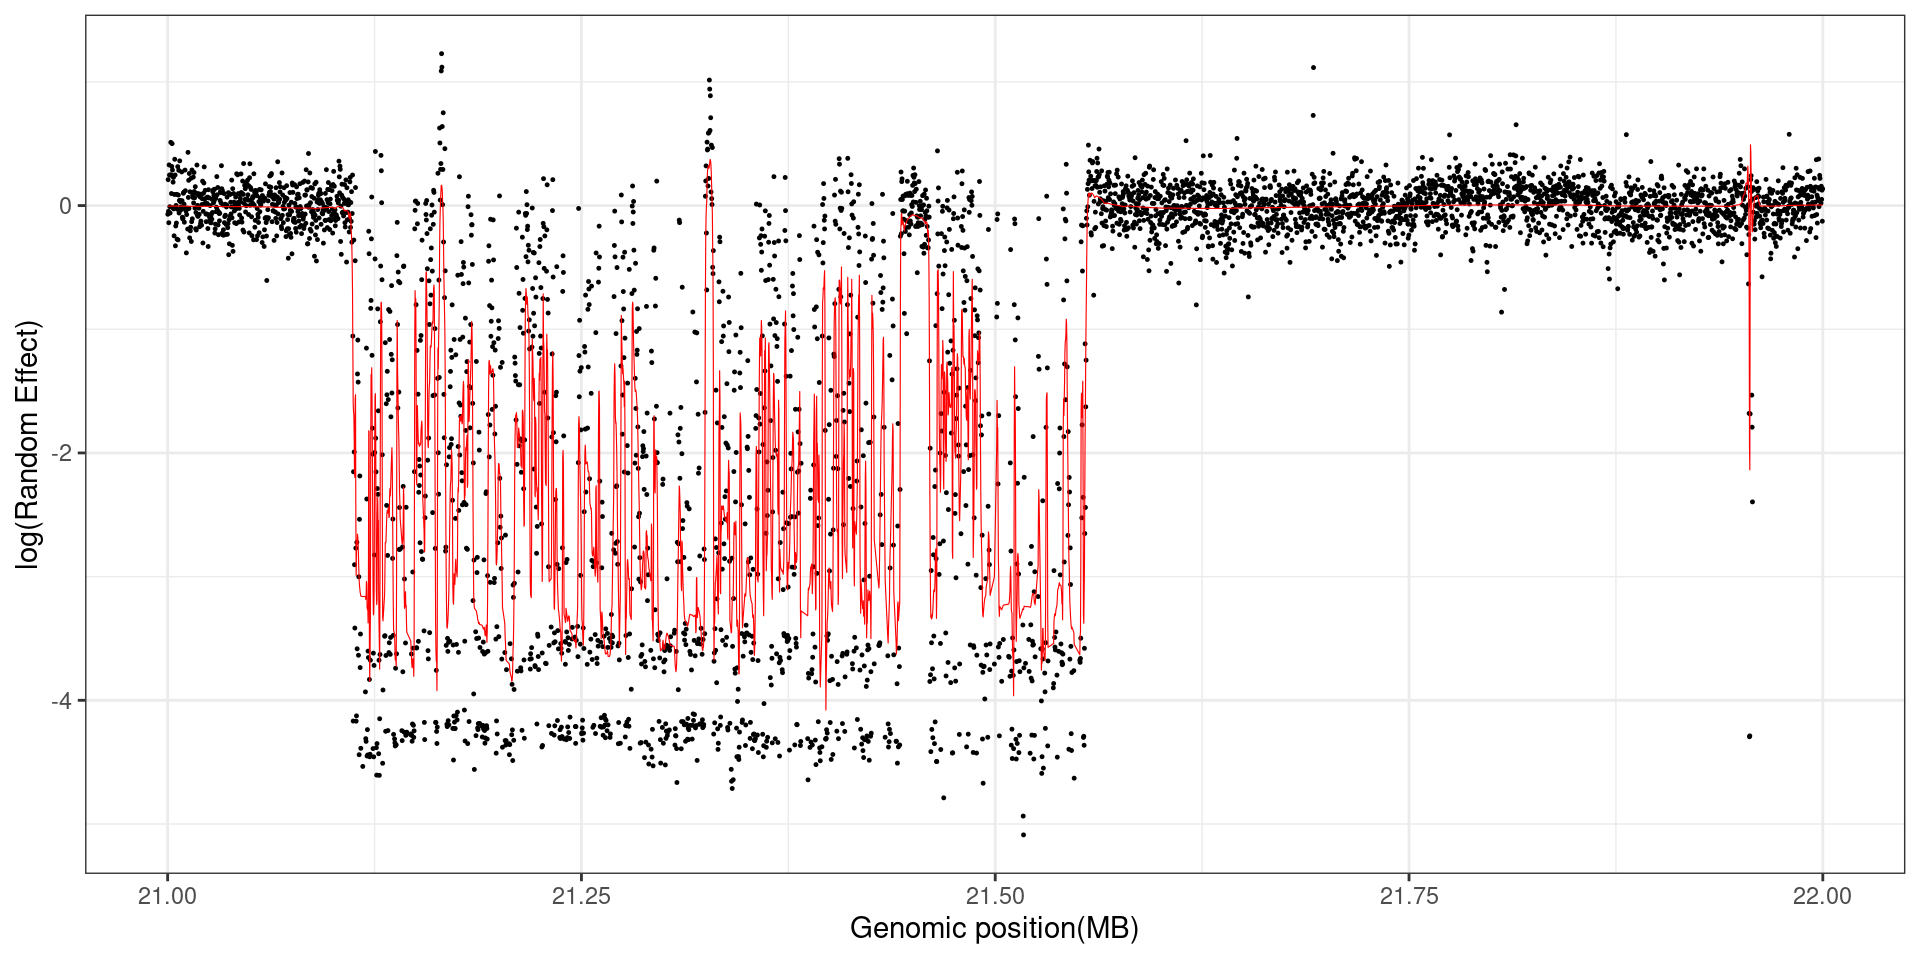 log(Random Effect)
0
-2
-4
21.00 21.25 21.50 21.75 22.00
Genomic position(MB)